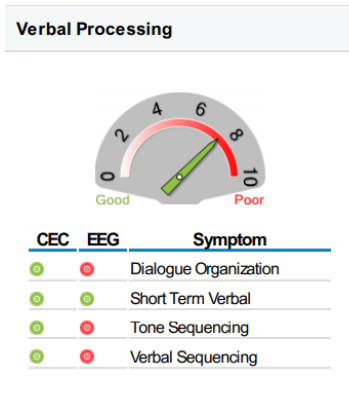 Verbal Processing
0 2 4 6 8 10
Good Poor
CEC EEG Symptom
Dialogue Organization
Short Term Verbal
Tone Sequencing
Verbal Sequencing